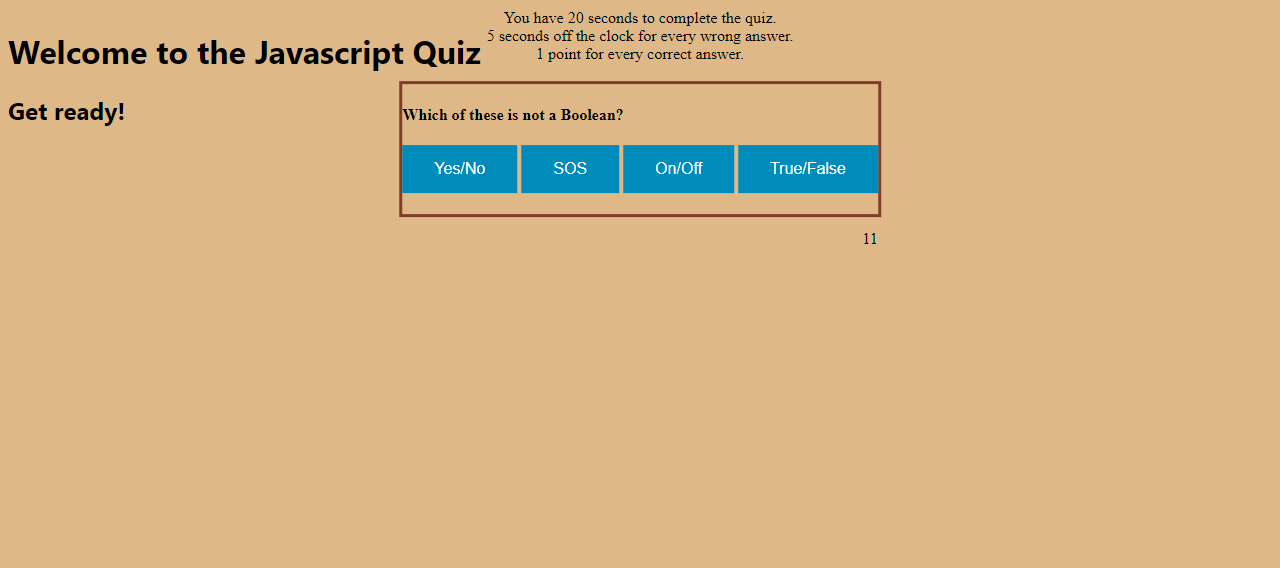 You have 20 seconds to complete the quiz.
5 seconds off the clock for every wrong answer.
1 point for every correct answer.
Welcome to the Javascript Quiz
Get ready!
Which of these is not a Boolean?
Yes/No SOS On/Off True/False
11